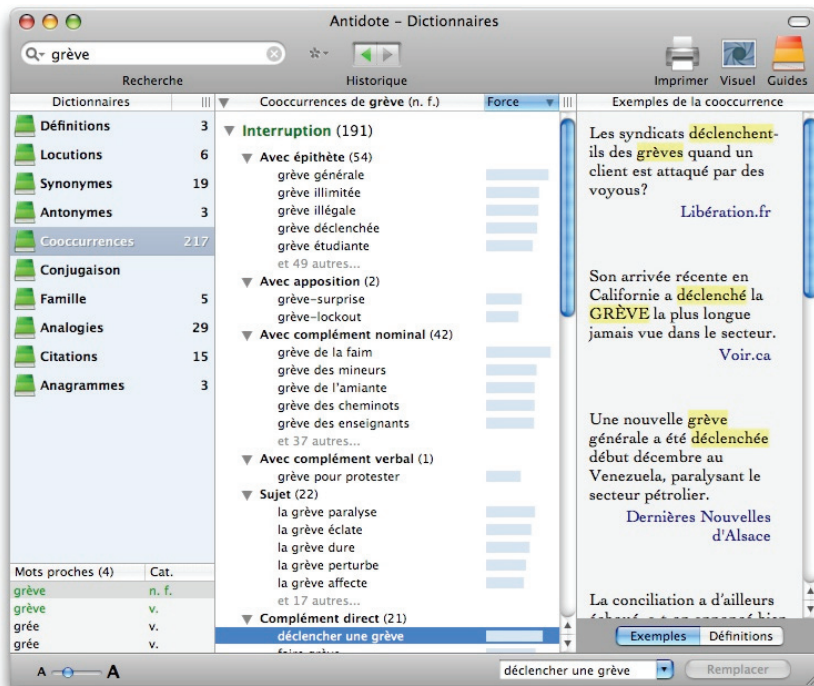 Antidote – Dictionnaires
grève
Recherche
Historique
Imprimer Visuel Guides
Dictionnaires
Définitions 3
Locutions 6
Synonymes 19
Antonymes 3
Cooccurrences 217
Conjugaison
Famille 5
Analogies 29
Citations 15
Anagrammes 3
Mots proches (4) Cat.
grève n. f.
grève v.
grée v.
grée v.
A A
Cooccurrences de grève (n. f.) Force
Interruption (191)
Avec épithète (54)
grève générale
grève illimitée
grève illégale
grève déclenchée
grève étudiante
et 49 autres...
Avec apposition (2)
grève-surprise
grève-lockout
Avec complément nominal (42)
grève de la faim
grève des mineurs
grève de l'amiante
grève des cheminots
grève des enseignants
et 37 autres...
Avec complément verbal (1)
grève pour protester
Sujet (22)
la grève paralyse
la grève éclate
la grève dure
la grève perturbe
la grève affecte
et 17 autres...
Complément direct (21)
déclencher une grève
Exemples de la cooccurrence
Les syndicats déclenchent-
ils des grèves quand un
client est attaqué par des
voyous?
Libération.fr
Son arrivée récente en
Californie a déclenché la
GRÈVE la plus longue
jamais vue dans le secteur.
Voir.ca
Une nouvelle grève
générale a été déclenchée
début décembre au
Venezuela, paralysant le
secteur pétrolier.
Dernières Nouvelles
d'Alsace
La conciliation a d'ailleurs
Exemples Définitions
déclencher une grève Remplacer